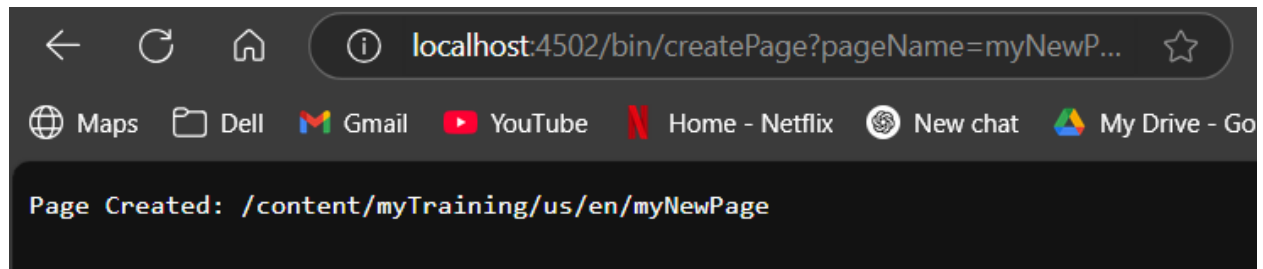 localhost:4502/bin/createPage?pageName=myNewP...
Maps Dell Gmail YouTube Home - Netflix New chat My Drive - Go
Page Created: /content/myTraining/us/en/myNewPage